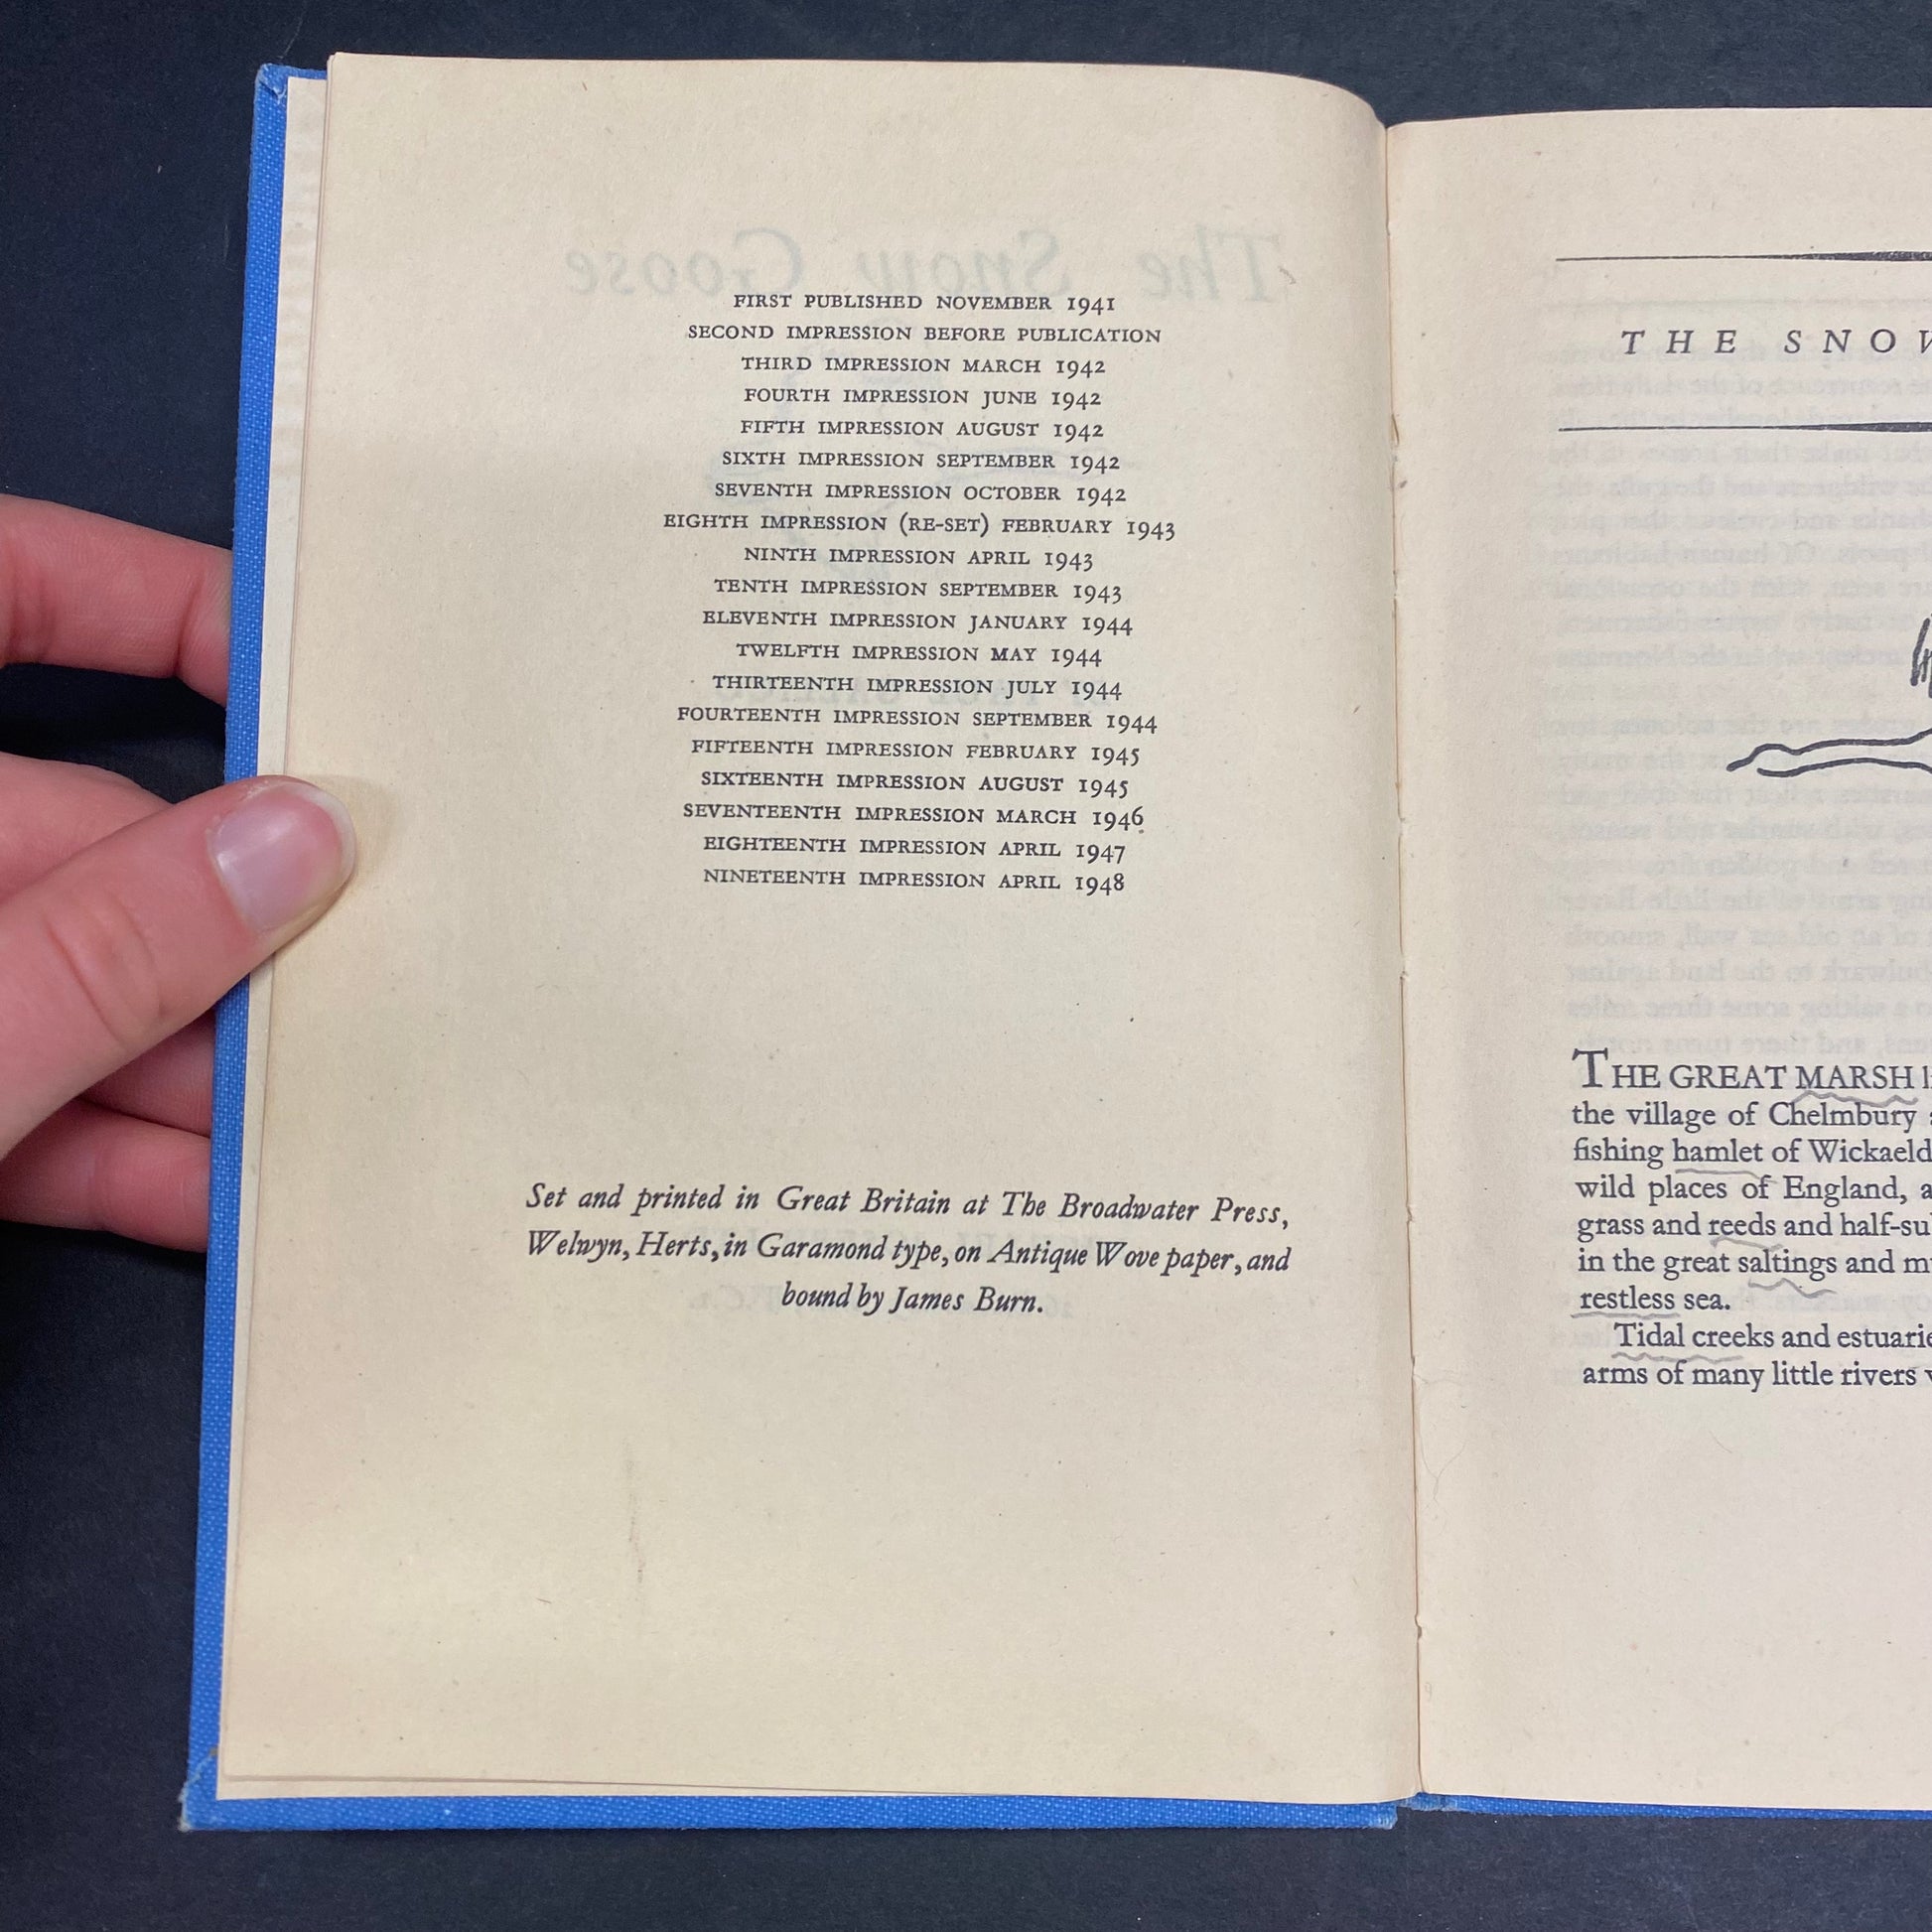 The Snow Goose
FIRST PUBLISHED NOVEMBER 1941
SECOND IMPRESSION BEFORE PUBLICATION
THIRD IMPRESSION MARCH 1942
FOURTH IMPRESSION JUNE 1942
FIFTH IMPRESSION AUGUST 1942
SIXTH IMPRESSION SEPTEMBER 1942
SEVENTH IMPRESSION OCTOBER 1942
EIGHTH IMPRESSION (RE-SET) FEBRUARY 1943
NINTH IMPRESSION APRIL 1943
TENTH IMPRESSION SEPTEMBER 1943
ELEVENTH IMPRESSION JANUARY 1944
TWELFTH IMPRESSION MAY 1944
THIRTEENTH IMPRESSION JULY 1944
FOURTEENTH IMPRESSION SEPTEMBER 1944
FIFTEENTH IMPRESSION FEBRUARY 1945
SIXTEENTH IMPRESSION AUGUST 1945
SEVENTEENTH IMPRESSION MARCH 1946
EIGHTEENTH IMPRESSION APRIL 1947
NINETEENTH IMPRESSION APRIL 1948
Set and printed in Great Britain at The Broadwater Press,
Welwyn, Herts, in Garamond type, on Antique Wove paper, and
bound by James Burn.
THE SNOW
THE GREAT MARSH
the village of Chelmbury
fishing hamlet of Wickaeld
wild places of England,
grass and reeds and
in the great saltings and
restless sea.
Tidal creeks and
arms of many little rivers